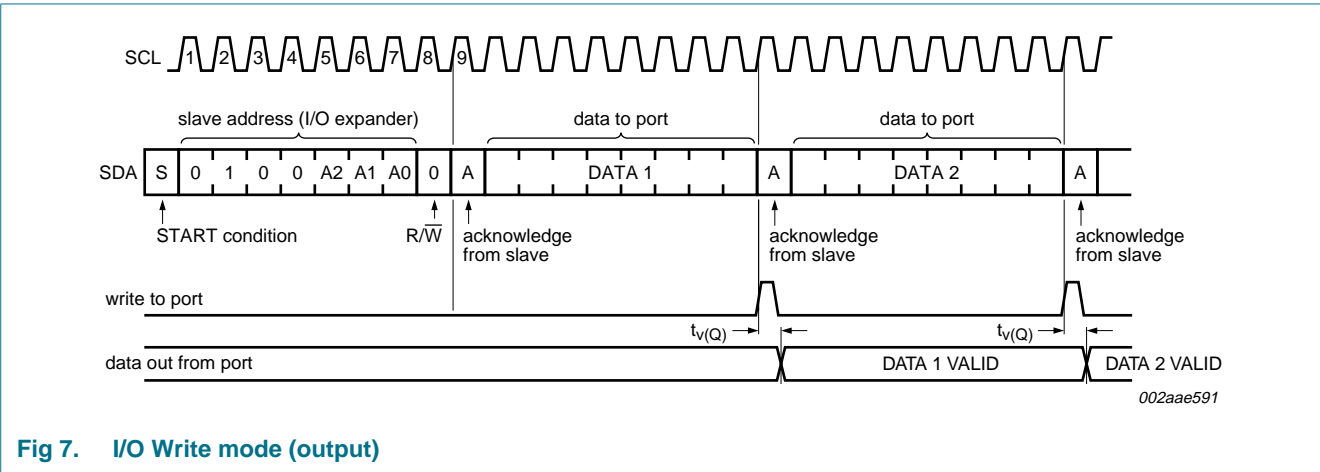 SCL 1 2 3 4 5 6 7 8 9
slave address (I/O expander) data to port data to port
SDA S 0 1 0 0 A2 A1 A0 0 A DATA 1 A DATA 2 A
START condition R/W̅ acknowledge from slave acknowledge from slave acknowledge from slave
write to port
tv(Q) tv(Q)
data out from port DATA 1 VALID DATA 2 VALID
002aae591
Fig 7. I/O Write mode (output)